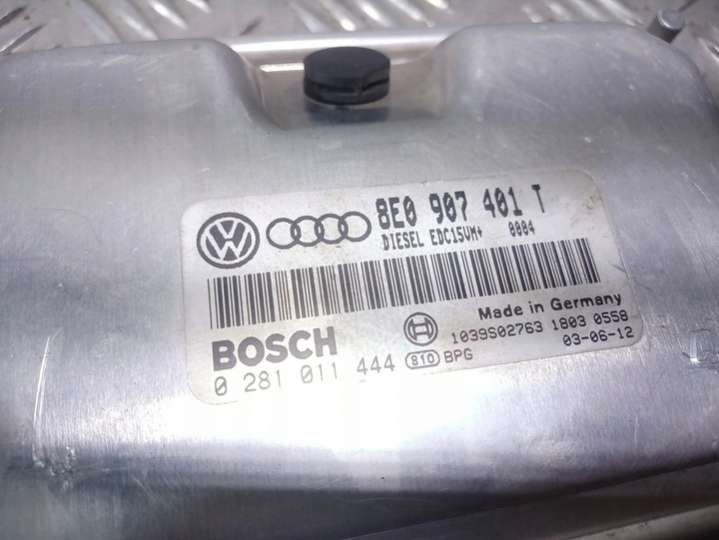 8E0 907 401 T
DIESEL EDC15VM+ 0004
Made in Germany
BOSCH
1039S02763 1803 0558
0 281 011 444 810 BPG 03-06-12